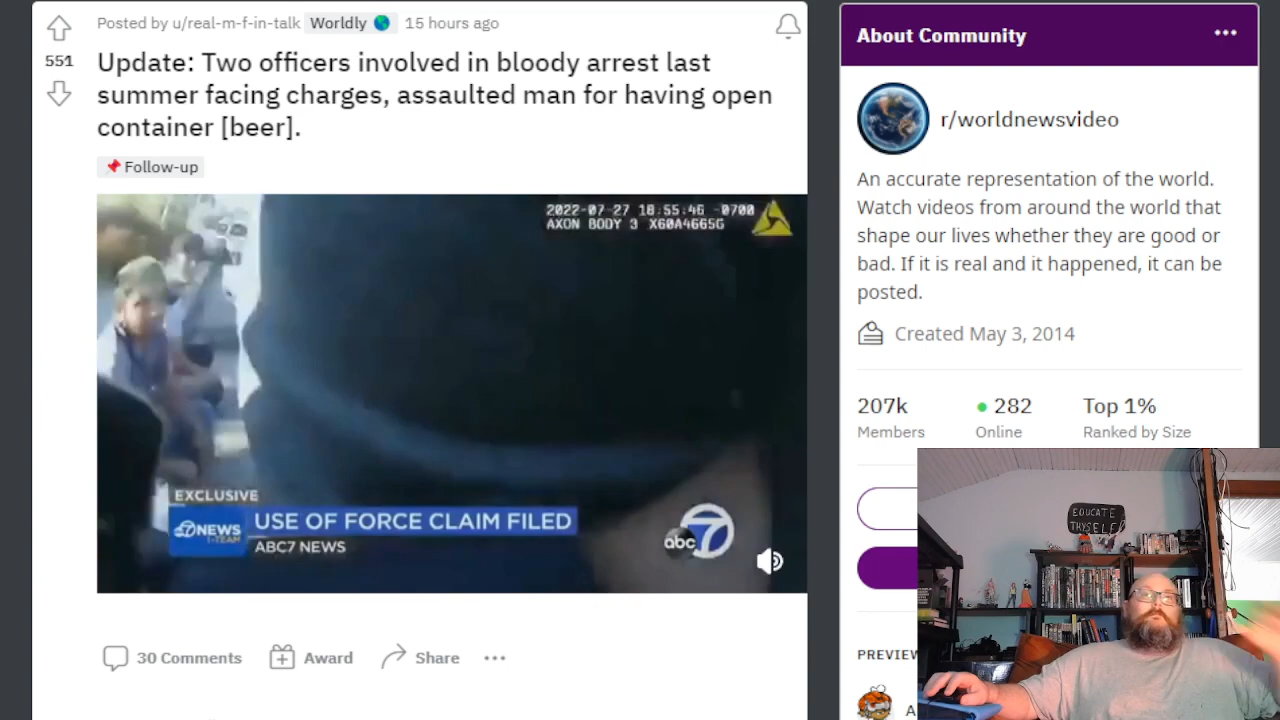 Posted by u/real-m-f-in-talk Worldly 15 hours ago
551
Update: Two officers involved in bloody arrest last
summer facing charges, assaulted man for having open
container [beer].
Follow-up
2022-07-27 18:55:46 -0700
AXON BODY 3 X60A4665G
EXCLUSIVE
7NEWS
I-TEAM
USE OF FORCE CLAIM FILED
ABC7 NEWS
abc 7
30 Comments Award Share
About Community
r/worldnewsvideo
An accurate representation of the world.
Watch videos from around the world that
shape our lives whether they are good or
bad. If it is real and it happened, it can be
posted.
Created May 3, 2014
207k 282 Top 1%
Members Online Ranked by Size
PREVIEW
A
EDUCATE
THYSELF